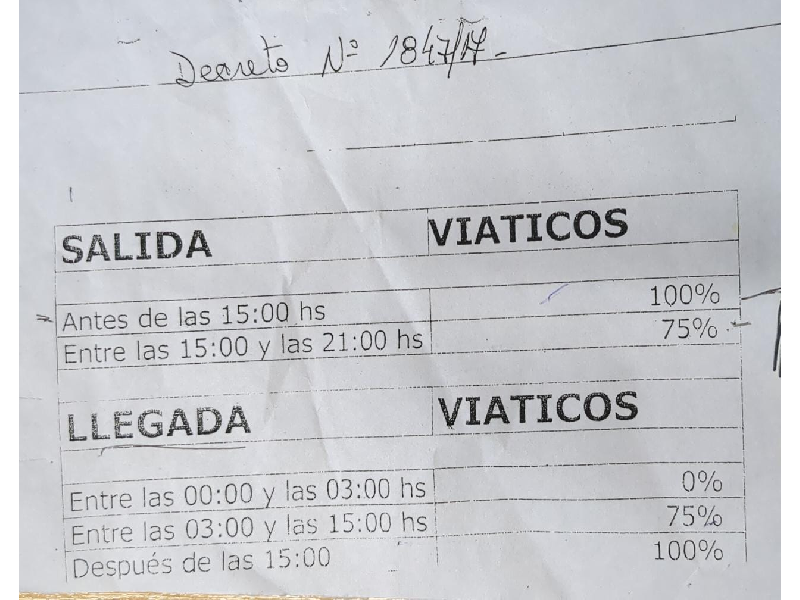 Decreto Nº 1847/17-
SALIDA VIATICOS
Antes de las 15:00 hs 100%
Entre las 15:00 y las 21:00 hs 75%
LLEGADA VIATICOS
Entre las 00:00 y las 03:00 hs 0%
Entre las 03:00 y las 15:00 hs 75%
Después de las 15:00 100%